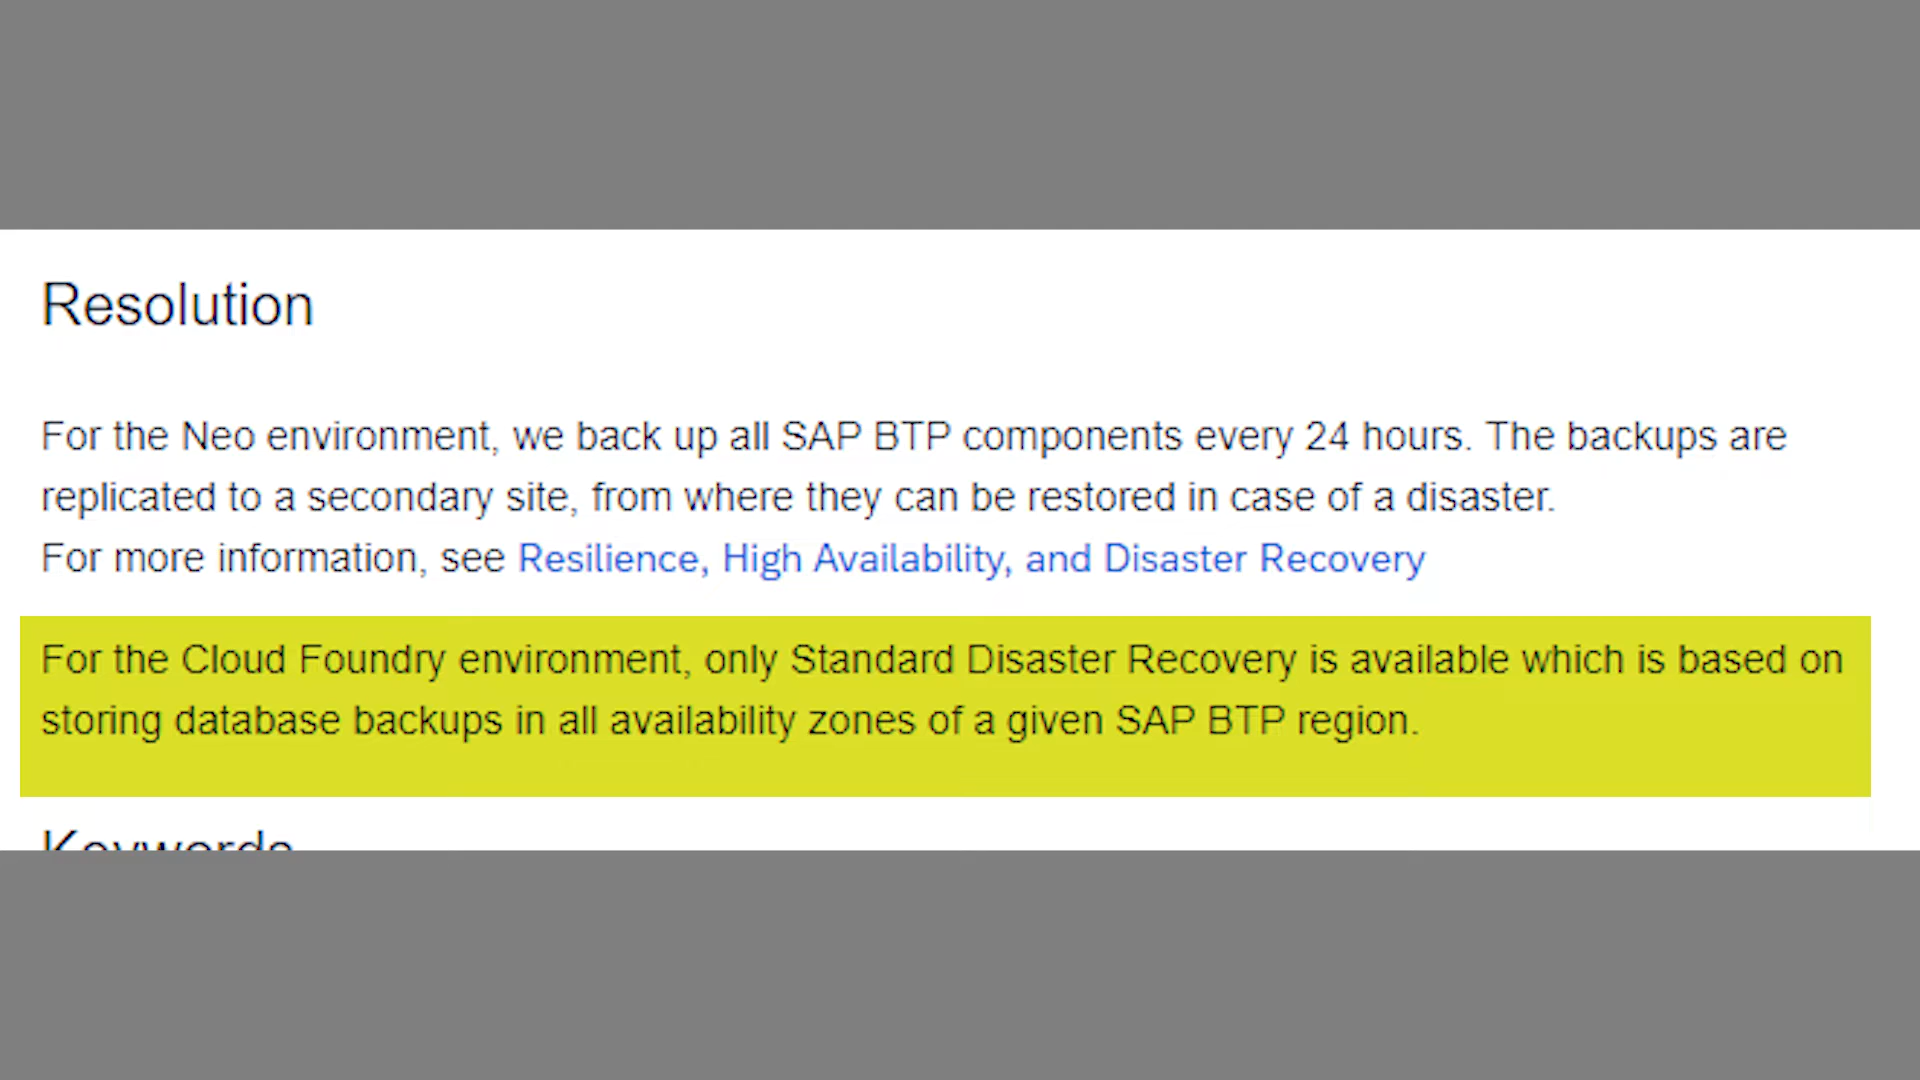 Resolution
For the Neo environment, we back up all SAP BTP components every 24 hours. The backups are
replicated to a secondary site, from where they can be restored in case of a disaster.
For more information, see Resilience, High Availability, and Disaster Recovery
For the Cloud Foundry environment, only Standard Disaster Recovery is available which is based on
storing database backups in all availability zones of a given SAP BTP region.
Keywords